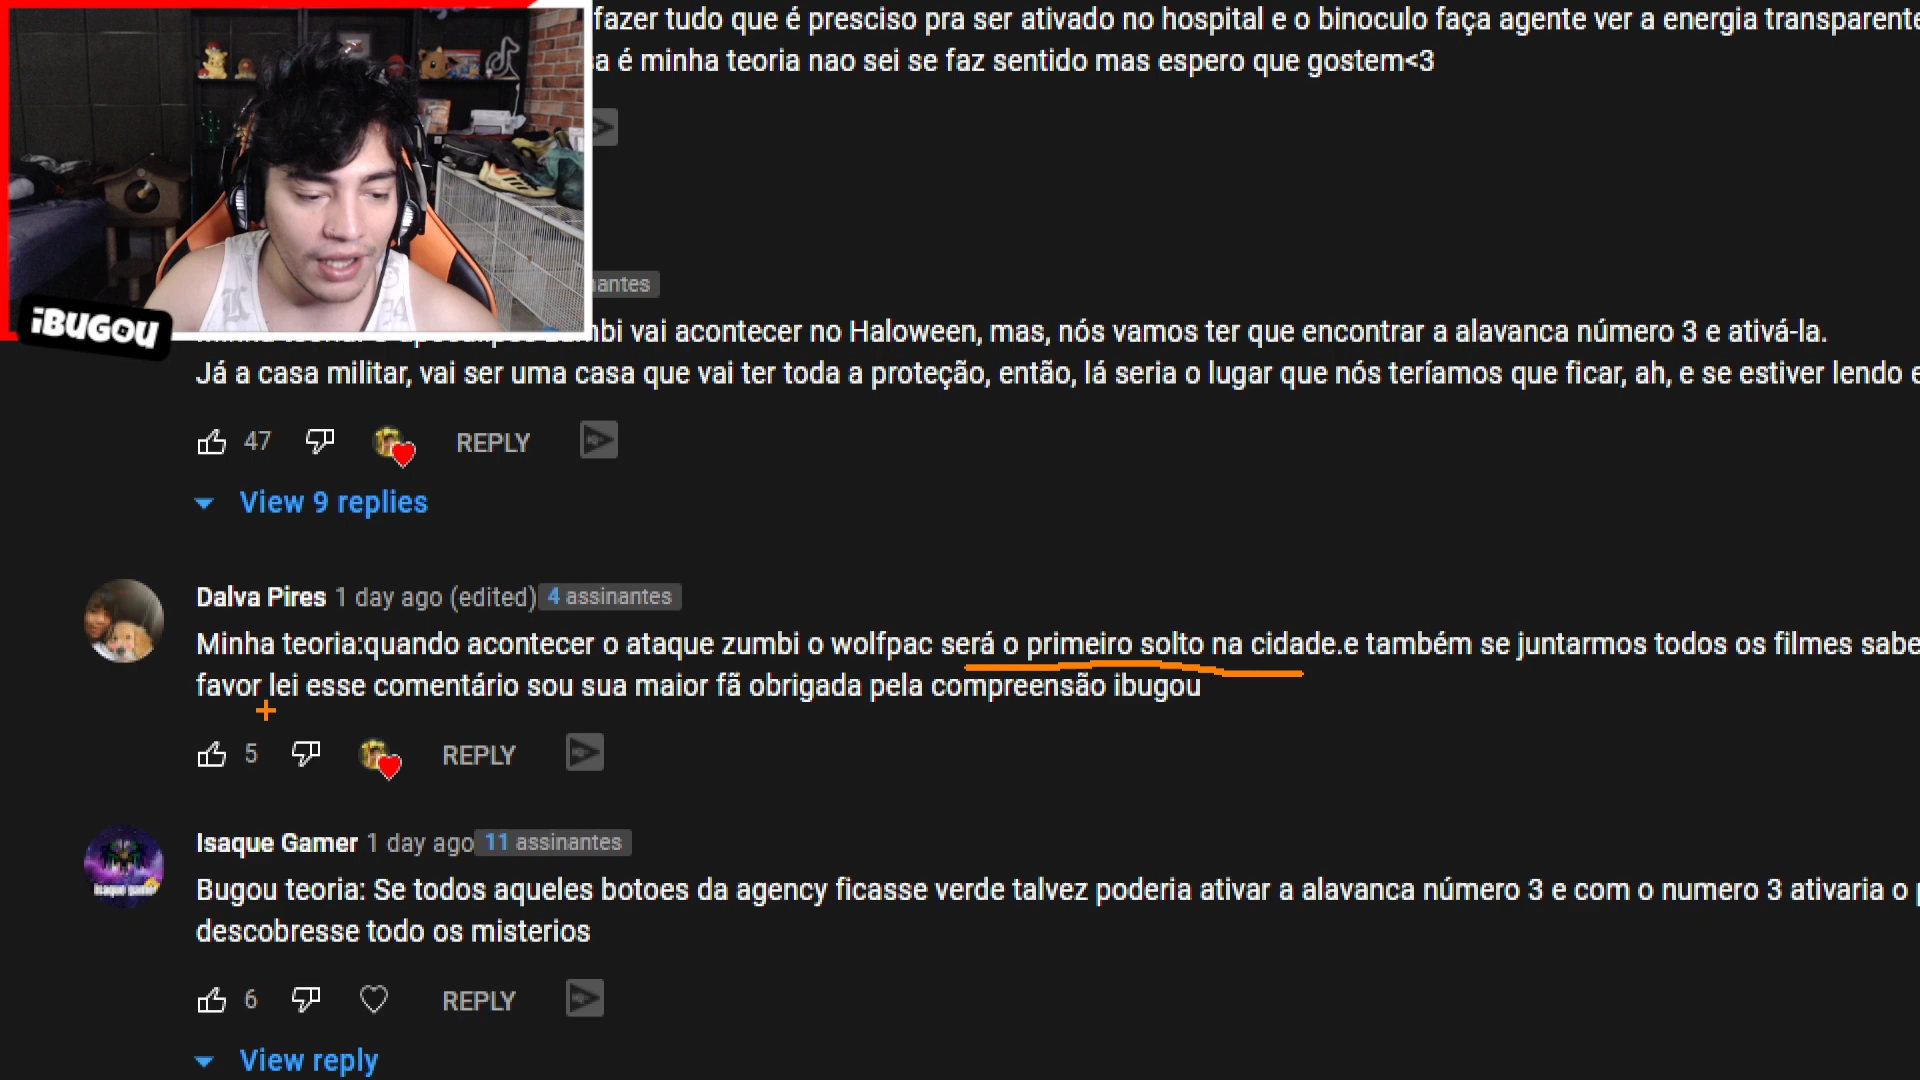 fazer tudo que é presciso pra ser ativado no hospital e o binoculo faça agente ver a energia transparente
é minha teoria nao sei se faz sentido mas espero que gostem<3
iBUGOU
vai acontecer no Haloween, mas, nós vamos ter que encontrar a alavanca número 3 e ativá-la.
Já a casa militar, vai ser uma casa que vai ter toda a proteção, então, lá seria o lugar que nós teríamos que ficar, ah, e se estiver lendo
47 REPLY
View 9 replies
Dalva Pires 1 day ago (edited) 4 assinantes
Minha teoria:quando acontecer o ataque zumbi o wolfpac será o primeiro solto na cidade.e também se juntarmos todos os filmes sabe
favor lei esse comentário sou sua maior fã obrigada pela compreensão ibugou
5 REPLY
Isaque Gamer 1 day ago 11 assinantes
isaque gamer
Bugou teoria: Se todos aqueles botoes da agency ficasse verde talvez poderia ativar a alavanca número 3 e com o numero 3 ativaria o
descobresse todo os misterios
6 REPLY
View reply